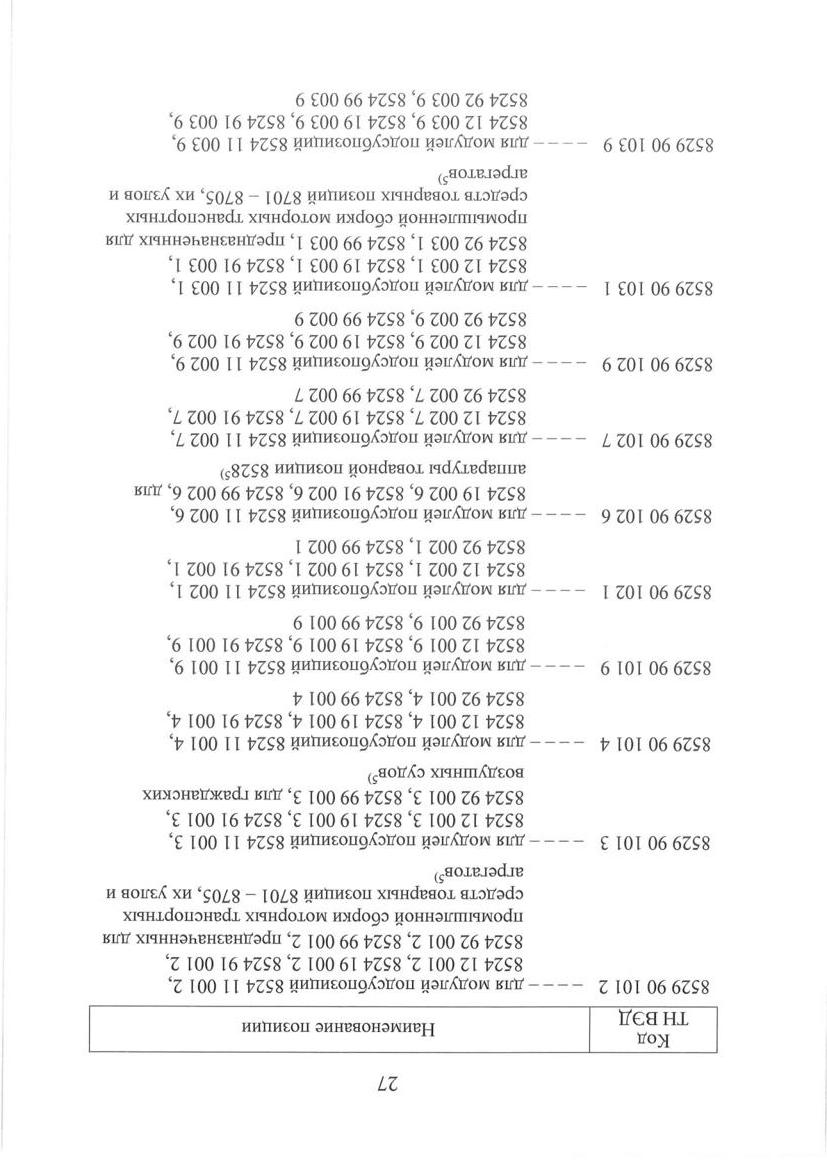 27
Код
ТН ВЭД
Наименование позиции
8529 90 101 2 – – – – – для модулей подсубпозиций 8524 11 001 2,
8524 12 001 2, 8524 19 001 2, 8524 91 001 2,
8524 92 001 2, 8524 99 001 2, предназначенных для
промышленной сборки моторных транспортных
средств товарных позиций 8701 – 8705, их узлов и
агрегатов⁵⁾
8529 90 101 3 – – – – – для модулей подсубпозиций 8524 11 001 3,
8524 12 001 3, 8524 19 001 3, 8524 91 001 3,
8524 92 001 3, 8524 99 001 3, для гражданских
воздушных судов⁵⁾
8529 90 101 4 – – – – – для модулей подсубпозиций 8524 11 001 4,
8524 12 001 4, 8524 19 001 4, 8524 91 001 4,
8524 92 001 4, 8524 99 001 4
8529 90 101 9 – – – – – для модулей подсубпозиций 8524 11 001 9,
8524 12 001 9, 8524 19 001 9, 8524 91 001 9,
8524 92 001 9, 8524 99 001 9
8529 90 102 1 – – – – – для модулей подсубпозиций 8524 11 002 1,
8524 12 002 1, 8524 19 002 1, 8524 91 002 1,
8524 92 002 1, 8524 99 002 1
8529 90 102 6 – – – – – для модулей подсубпозиций 8524 11 002 6,
8524 19 002 6, 8524 91 002 6, 8524 99 002 6, для
аппаратуры товарной позиции 8528⁵⁾
8529 90 102 7 – – – – – для модулей подсубпозиций 8524 11 002 7,
8524 12 002 7, 8524 19 002 7, 8524 91 002 7,
8524 92 002 7, 8524 99 002 7
8529 90 102 9 – – – – – для модулей подсубпозиций 8524 11 002 9,
8524 12 002 9, 8524 19 002 9, 8524 91 002 9,
8524 92 002 9, 8524 99 002 9
8529 90 103 1 – – – – – для модулей подсубпозиций 8524 11 003 1,
8524 12 003 1, 8524 19 003 1, 8524 91 003 1,
8524 92 003 1, 8524 99 003 1, предназначенных для
промышленной сборки моторных транспортных
средств товарных позиций 8701 – 8705, их узлов и
агрегатов⁵⁾
8529 90 103 9 – – – – – для модулей подсубпозиций 8524 11 003 9,
8524 12 003 9, 8524 19 003 9, 8524 91 003 9,
8524 92 003 9, 8524 99 003 9